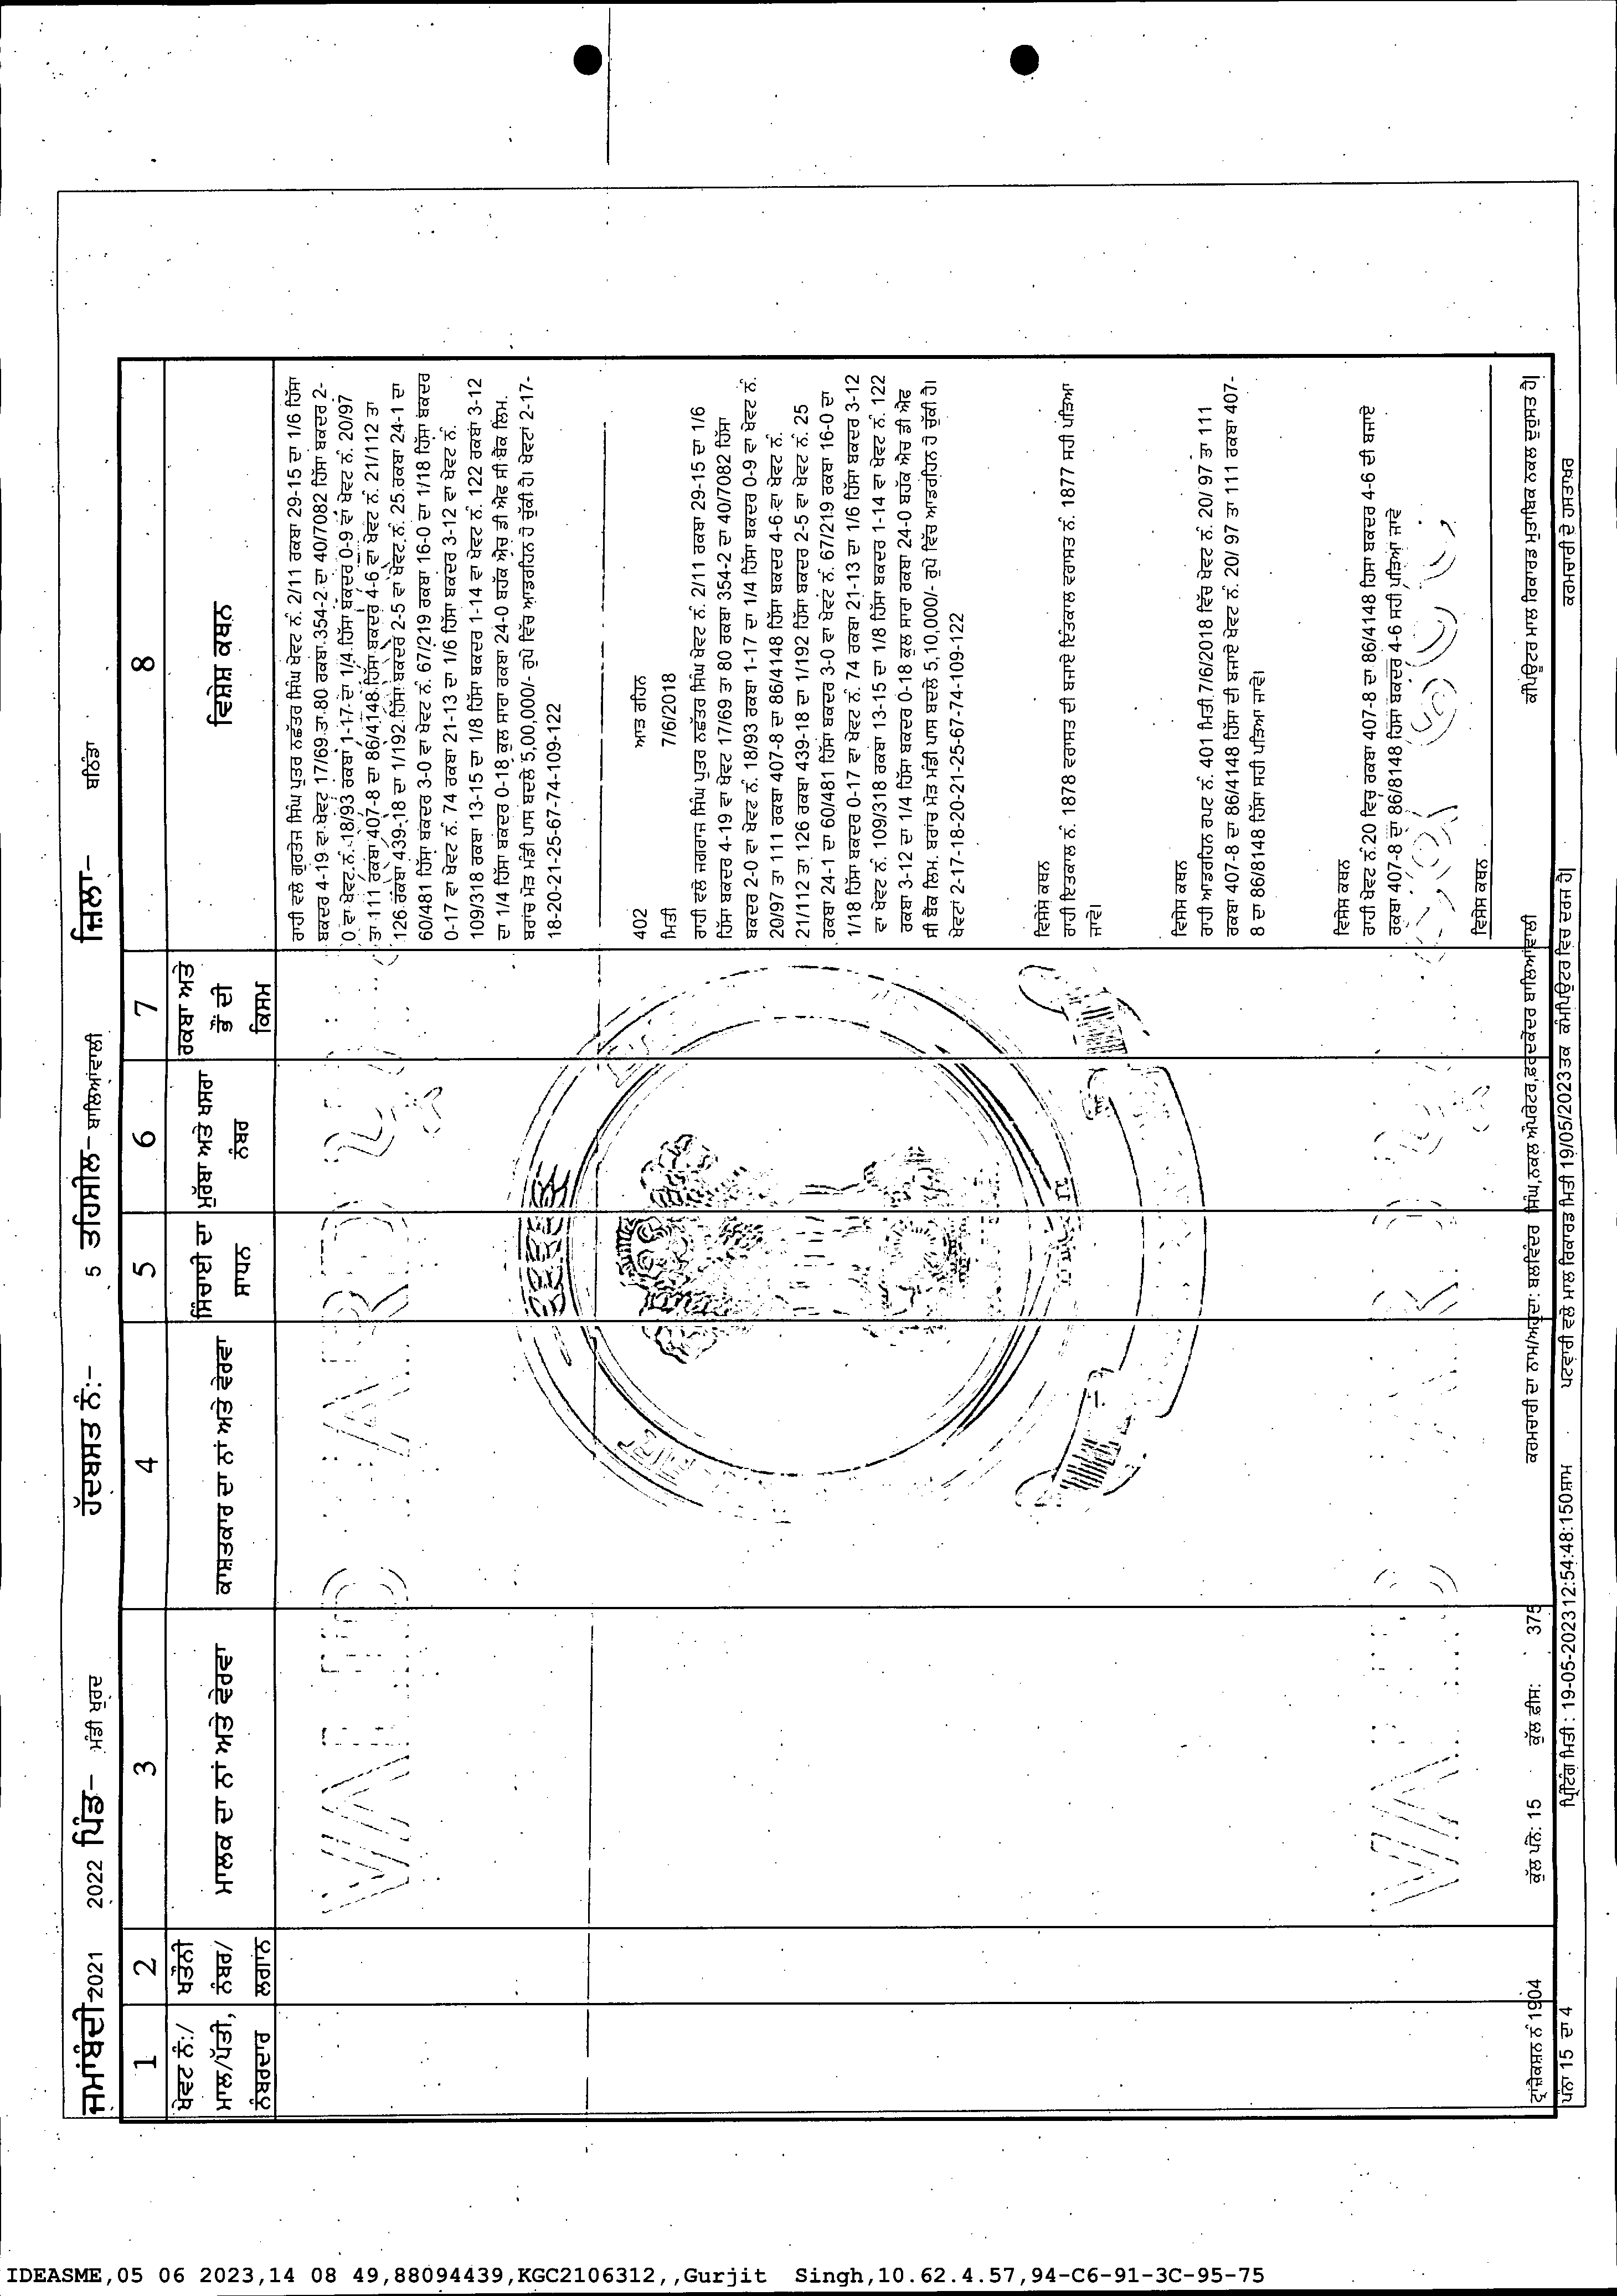 ਜਮਾਂਬੰਦੀ-2021 2022 ਪਿੰਡ- ਮੰਡੀ ਖੁਰਦ ਹੱਦਬਸਤ ਨੰ:- 5 ਤਹਿਸੀਲ- ਬਾਲਿਆਂਵਾਲੀ ਜ਼ਿਲਾ- ਬਠਿੰਡਾ
1 2 3 4 5 6 7 8
ਖੇਵਟ ਨੰ:/ ਖਤੌਨੀ ਮਾਲਕ ਦਾ ਨਾਂ ਅਤੇ ਵੇਰਵਾ ਕਾਸ਼ਤਕਾਰ ਦਾ ਨਾਂ ਅਤੇ ਵੇਰਵਾ ਸਿੰਚਾਈ ਦਾ ਮੁਰੱਬਾ ਅਤੇ ਖਸਰਾ ਰਕਬਾ ਅਤੇ ਵਿਸ਼ੇਸ ਕਥਨ
ਮਾਲ/ਪੱਤੀ, ਨੰਬਰ/ ਸਾਧਨ ਨੰਬਰ ਭੌਂ ਦੀ
ਨੰਬਰਦਾਰ ਲਗਾਨ ਕਿਸਮ
ਰਾਹੀ ਵਲੋ ਗੁਰਤੇਜ ਸਿੰਘ ਪੁਤਰ ਨਛੱਤਰ ਸਿੰਘ ਖੇਵਟ ਨੰ. 2/11 ਰਕਬਾ 29-15 ਦਾ 1/6 ਹਿੱਸਾ
ਬਕਦਰ 4-19 ਵਾ ਖੇਵਟ 17/69 ਤਾ 80 ਰਕਬਾ 354-2 ਦਾ 40/7082 ਹਿੱਸਾ ਬਕਦਰ 2-
0 ਵਾ ਖੇਵਟ ਨੰ. 18/93 ਰਕਬਾ 1-17 ਦਾ 1/4 ਹਿੱਸਾ ਬਕਦਰ 0-9 ਵਾ ਖੇਵਟ ਨੰ. 20/97
ਤਾ 111 ਰਕਬਾ 407-8 ਦਾ 86/4148 ਹਿੱਸਾ ਬਕਦਰ 4-6 ਵਾ ਖੇਵਟ ਨੰ. 21/112 ਤਾ
126 ਰਕਬਾ 439-18 ਦਾ 1/192 ਹਿੱਸਾ ਬਕਦਰ 2-5 ਵਾ ਖੇਵਟ ਨੰ. 25 ਰਕਬਾ 24-1 ਦਾ
60/481 ਹਿੱਸਾ ਬਕਦਰ 3-0 ਵਾ ਖੇਵਟ ਨੰ. 67/219 ਰਕਬਾ 16-0 ਦਾ 1/18 ਹਿੱਸਾ ਬਕਦਰ
0-17 ਵਾ ਖੇਵਟ ਨੰ. 74 ਰਕਬਾ 21-13 ਦਾ 1/6 ਹਿੱਸਾ ਬਕਦਰ 3-12 ਵਾ ਖੇਵਟ ਨੰ.
109/318 ਰਕਬਾ 13-15 ਦਾ 1/8 ਹਿੱਸਾ ਬਕਦਰ 1-14 ਵਾ ਖੇਵਟ ਨੰ. 122 ਰਕਬਾ 3-12
ਦਾ 1/4 ਹਿੱਸਾ ਬਕਦਰ 0-18 ਕੁਲ ਸਾਰਾ ਰਕਬਾ 24-0 ਬਹੱਕ ਐਚ ਡੀ ਐਫ ਸੀ ਬੈਂਕ ਲਿਮ.
ਬਰਾਂਚ ਮੋੜ ਮੰਡੀ ਪਾਸ ਬਦਲੇ 5,00,000/- ਰੁਪੈ ਵਿੱਚ ਆਡਰਹਿਨ ਹੋ ਚੁੱਕੀ ਹੈ। ਖੇਵਟਾਂ 2-17-
18-20-21-25-67-74-109-122
402 ਆਡ ਰਹਿਨ
ਮਿਤੀ 7/6/2018
ਰਾਹੀ ਵਲੋ ਜਗਰਾਜ ਸਿੰਘ ਪੁਤਰ ਨਛੱਤਰ ਸਿੰਘ ਖੇਵਟ ਨੰ. 2/11 ਰਕਬਾ 29-15 ਦਾ 1/6
ਹਿੱਸਾ ਬਕਦਰ 4-19 ਵਾ ਖੇਵਟ 17/69 ਤਾ 80 ਰਕਬਾ 354-2 ਦਾ 40/7082 ਹਿੱਸਾ
ਬਕਦਰ 2-0 ਵਾ ਖੇਵਟ ਨੰ. 18/93 ਰਕਬਾ 1-17 ਦਾ 1/4 ਹਿੱਸਾ ਬਕਦਰ 0-9 ਵਾ ਖੇਵਟ ਨੰ.
20/97 ਤਾ 111 ਰਕਬਾ 407-8 ਦਾ 86/4148 ਹਿੱਸਾ ਬਕਦਰ 4-6 ਵਾ ਖੇਵਟ ਨੰ.
21/112 ਤਾ 126 ਰਕਬਾ 439-18 ਦਾ 1/192 ਹਿੱਸਾ ਬਕਦਰ 2-5 ਵਾ ਖੇਵਟ ਨੰ. 25
ਰਕਬਾ 24-1 ਦਾ 60/481 ਹਿੱਸਾ ਬਕਦਰ 3-0 ਵਾ ਖੇਵਟ ਨੰ. 67/219 ਰਕਬਾ 16-0 ਦਾ
1/18 ਹਿੱਸਾ ਬਕਦਰ 0-17 ਵਾ ਖੇਵਟ ਨੰ. 74 ਰਕਬਾ 21-13 ਦਾ 1/6 ਹਿੱਸਾ ਬਕਦਰ 3-12
ਵਾ ਖੇਵਟ ਨੰ. 109/318 ਰਕਬਾ 13-15 ਦਾ 1/8 ਹਿੱਸਾ ਬਕਦਰ 1-14 ਵਾ ਖੇਵਟ ਨੰ. 122
ਰਕਬਾ 3-12 ਦਾ 1/4 ਹਿੱਸਾ ਬਕਦਰ 0-18 ਕੁਲ ਸਾਰਾ ਰਕਬਾ 24-0 ਬਹੱਕ ਐਚ ਡੀ ਐਫ
ਸੀ ਬੈਂਕ ਲਿਮ. ਬਰਾਂਚ ਮੋੜ ਮੰਡੀ ਪਾਸ ਬਦਲੇ 5,10,000/- ਰੁਪੈ ਵਿੱਚ ਆਡਰਹਿਨ ਹੋ ਚੁੱਕੀ ਹੈ।
ਖੇਵਟਾਂ 2-17-18-20-21-25-67-74-109-122
ਵਿਸ਼ੇਸ ਕਥਨ
ਰਾਹੀ ਇਤਕਾਲ ਨੰ. 1878 ਵਰਾਸਤ ਦੀ ਬਜਾਏ ਇੰਤਕਾਲ ਵਰਾਸਤ ਨੰ. 1877 ਸਹੀ ਪੜਿਆ
ਜਾਵੇ।
ਵਿਸ਼ੇਸ ਕਥਨ
ਰਾਹੀ ਆਡਰਹਿਨ ਰਪਟ ਨੰ. 401 ਮਿਤੀ 7/6/2018 ਵਿੱਚ ਖੇਵਟ ਨੰ. 20/ 97 ਤਾ 111
ਰਕਬਾ 407-8 ਦਾ 86/4148 ਹਿੱਸਾ ਦੀ ਬਜਾਏ ਖੇਵਟ ਨੰ. 20/ 97 ਤਾ 111 ਰਕਬਾ 407-
8 ਦਾ 86/8148 ਹਿੱਸਾ ਸਹੀ ਪੜਿਆ ਜਾਵੇ।
ਵਿਸ਼ੇਸ ਕਥਨ
ਰਾਹੀ ਖੇਵਟ ਨੰ.20 ਵਿਚ ਰਕਬਾ 407-8 ਦਾ 86/4148 ਹਿਸਾ ਬਕਦਰ 4-6 ਦੀ ਬਜਾਏ
ਰਕਬਾ 407-8 ਦਾ 86/8148 ਹਿਸਾ ਬਕਦਰ 4-6 ਸਹੀ ਪੜਿਆ ਜਾਵੇ
ਵਿਸ਼ੇਸ ਕਥਨ
ਟ੍ਰਾਂਜ਼ੈਕਸ਼ਨ ਨੰ 1904 ਕੁੱਲ ਪੰਨੇ: 15 ਕੁੱਲ ਫ਼ੀਸ: 375 ਕਰਮਚਾਰੀ ਦਾ ਨਾਮ/ਅਹੁਦਾ: ਬਲਵਿੰਦਰ ਸਿੰਘ,ਨਕਲ ਅੋਪਰੇਟਰ,ਫ਼ਰਦਕੇਂਦਰ ਬਾਲਿਆਂਵਾਲੀ ਕੰਪਿਊਟਰ ਮਾਲ ਰਿਕਾਰਡ ਮੁਤਾਬਿਕ ਨਕਲ ਦੁਰੁਸਤ ਹੈ|
ਪੰਨਾ 15 ਦਾ 4 ਪ੍ਰਿੰਟਿੰਗ ਮਿਤੀ : 19-05-202312:54:48:150ਸ਼ਾਮ ਪਟਵਾਰੀ ਵਲੋ ਮਾਲ ਰਿਕਾਰਡ ਮਿਤੀ 19/05/2023ਤਕ ਕੰਮਪਿਊਟਰ ਵਿਚ ਦਰਜ ਹੈ| ਕਰਮਚਾਰੀ ਦੇ ਹਸਤਾਖ਼ਰ
IDEASME,05 06 2023,14 08 49,88094439,KGC2106312,,Gurjit Singh,10.62.4.57,94-C6-91-3C-95-75